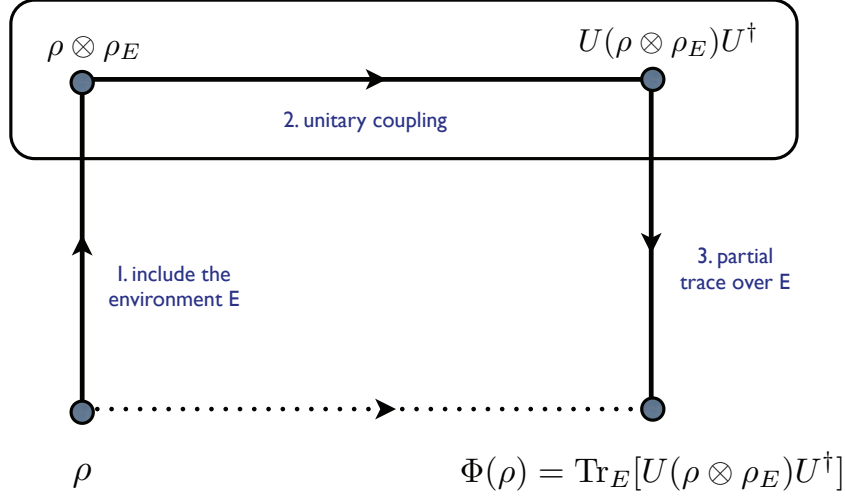 ρ ⊗ ρ_E
U(ρ ⊗ ρ_E)U†
2. unitary coupling
1. include the
environment E
3. partial
trace over E
ρ
Φ(ρ) = Tr_E[U(ρ ⊗ ρ_E)U†]